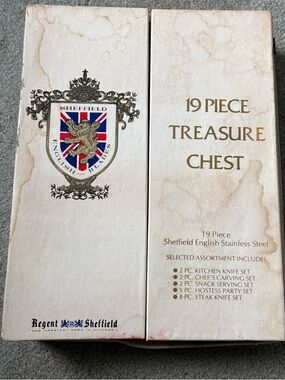 SHEFFIELD
ENGLISH BLADES
Regent Sheffield
THE GREATEST NAME IN CUTLERY
19 PIECE
TREASURE
CHEST
19 Piece
Sheffield English Stainless Steel
SELECTED ASSORTMENT INCLUDES:
● 2 PC. KITCHEN KNIFE SET
● 2 PC. CHEF'S CARVING SET
● 2 PC. SNACK SERVING SET
● 5 PC. HOSTESS PARTY SET
● 8 PC. STEAK KNIFE SET